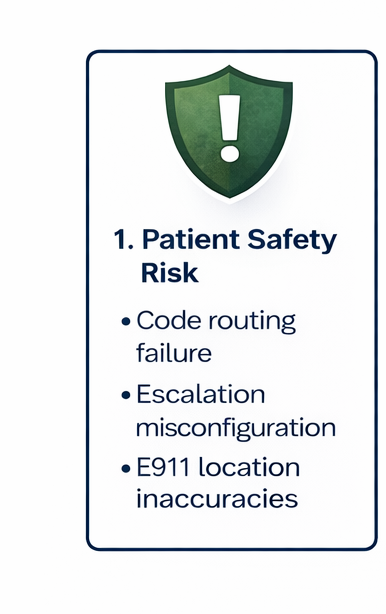 1. Patient Safety
Risk
• Code routing
failure
• Escalation
misconfiguration
• E911 location
inaccuracies